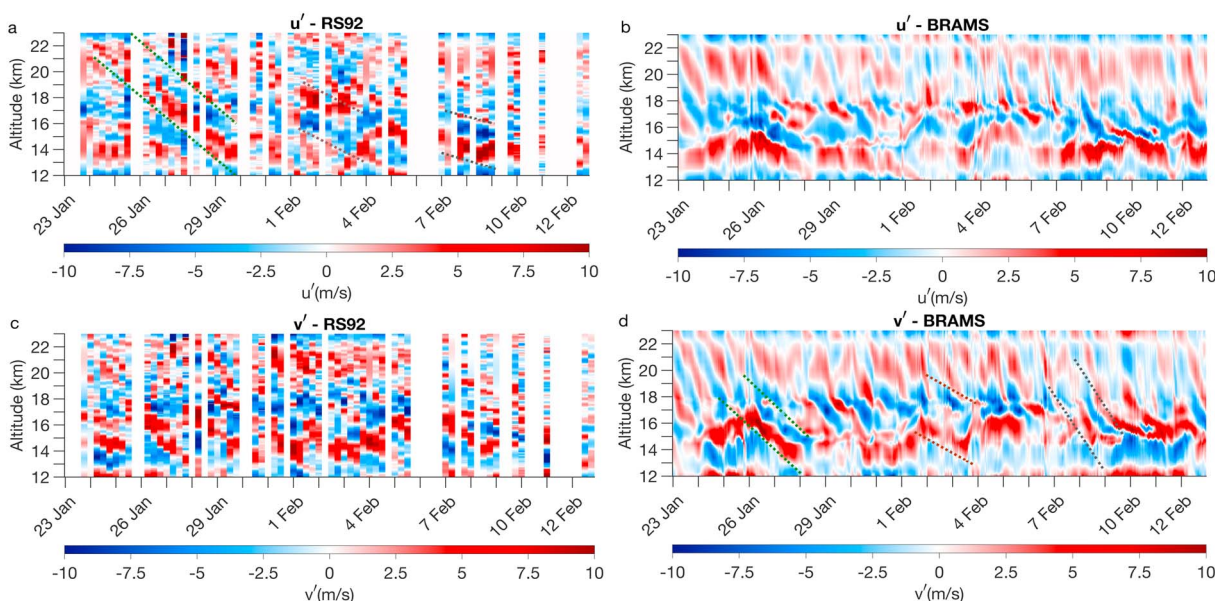 a
u′ - RS92
Altitude (km)
22
20
18
16
14
12
23 Jan
26 Jan
29 Jan
1 Feb
4 Feb
7 Feb
10 Feb
12 Feb
-10 -7.5 -5 -2.5 0 2.5 5 7.5 10
u′(m/s)
b
u′ - BRAMS
Altitude (km)
22
20
18
16
14
12
23 Jan
26 Jan
29 Jan
1 Feb
4 Feb
7 Feb
10 Feb
12 Feb
-10 -7.5 -5 -2.5 0 2.5 5 7.5 10
u′(m/s)
c
v′ - RS92
Altitude (km)
22
20
18
16
14
12
23 Jan
26 Jan
29 Jan
1 Feb
4 Feb
7 Feb
10 Feb
12 Feb
-10 -7.5 -5 -2.5 0 2.5 5 7.5 10
v′(m/s)
d
v′ - BRAMS
Altitude (km)
22
20
18
16
14
12
23 Jan
26 Jan
29 Jan
1 Feb
4 Feb
7 Feb
10 Feb
12 Feb
-10 -7.5 -5 -2.5 0 2.5 5 7.5 10
v′(m/s)